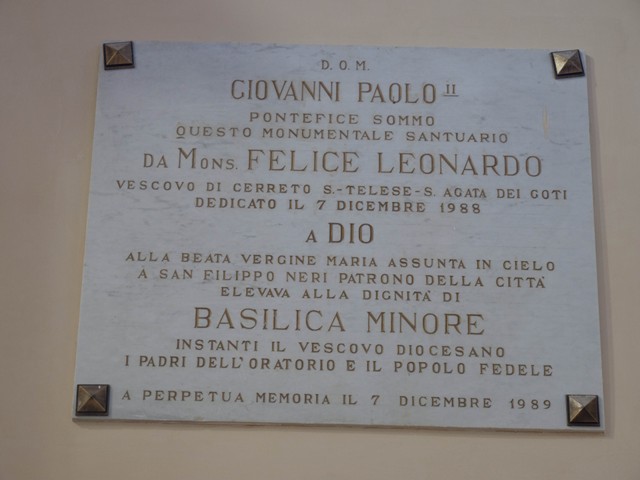 D. O. M.
GIOVANNI PAOLO II
PONTEFICE SOMMO
QUESTO MONUMENTALE SANTUARIO
DA MONS. FELICE LEONARDO
VESCOVO DI CERRETO S.-TELESE-S. AGATA DEI GOTI
DEDICATO IL 7 DICEMBRE 1988
A DIO
ALLA BEATA VERGINE MARIA ASSUNTA IN CIELO
A SAN FILIPPO NERI PATRONO DELLA CITTÁ
ELEVAVA ALLA DIGNITÁ DI
BASILICA MINORE
INSTANTI IL VESCOVO DIOCESANO
I PADRI DELL'ORATORIO E IL POPOLO FEDELE
A PERPETUA MEMORIA IL 7 DICEMBRE 1989